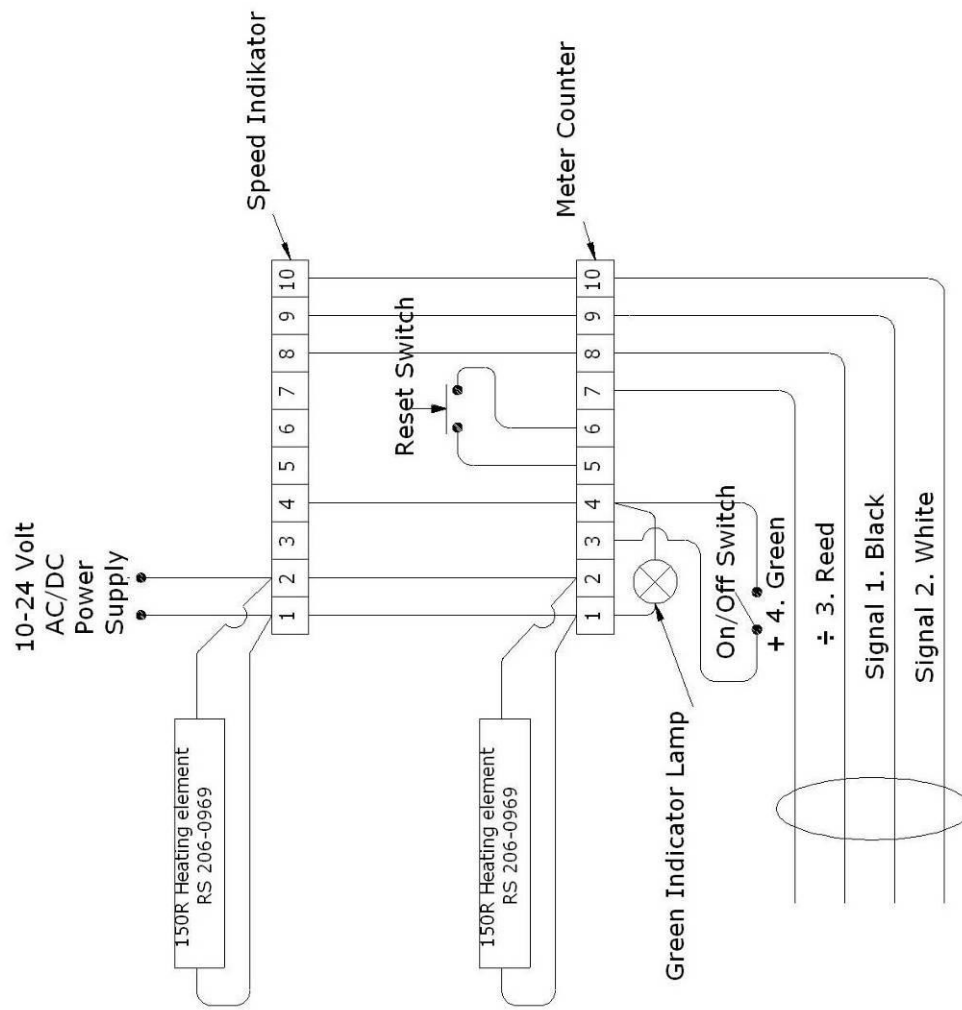 10-24 Volt
AC/DC
Power
Supply
Speed Indikator
150R Heating element
RS 206-0969
1 2 3 4 5 6 7 8 9 10
Reset Switch
Meter Counter
150R Heating element
RS 206-0969
1 2 3 4 5 6 7 8 9 10
Green Indicator Lamp
On/Off Switch
+ 4. Green
÷ 3. Reed
Signal 1. Black
Signal 2. White